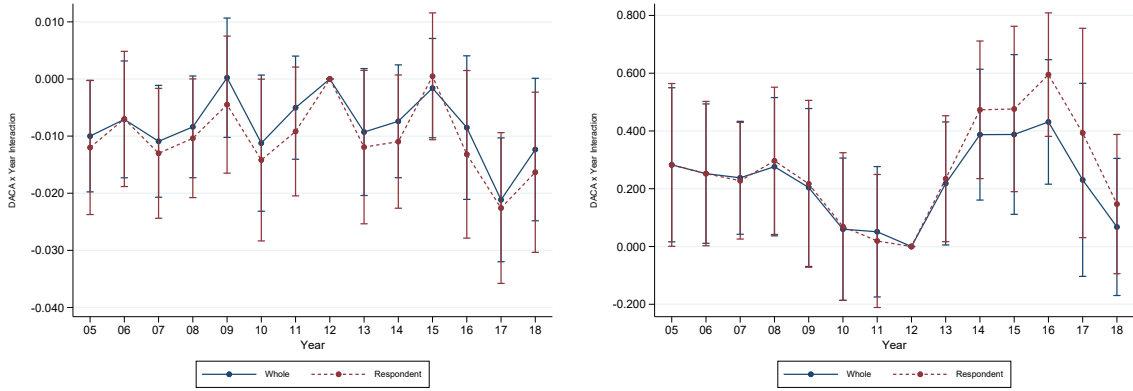 0.010
0.000
-0.010
-0.020
-0.030
-0.040
DACA x Year Interaction
05 06 07 08 09 10 11 12 13 14 15 16 17 18
Year
Whole Respondent
0.800
0.600
0.400
0.200
0.000
-0.200
DACA x Year Interaction
05 06 07 08 09 10 11 12 13 14 15 16 17 18
Year
Whole Respondent